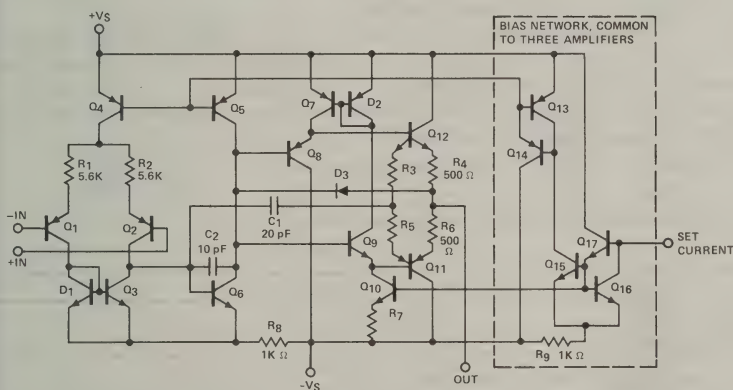 +VS
BIAS NETWORK, COMMON
TO THREE AMPLIFIERS
Q4
Q5
Q7
D2
Q13
Q12
Q8
Q14
R1
5.6K
R2
5.6K
D3
R3
R4
500 Ω
C1
20 pF
-IN
+IN
Q1
Q2
C2
10 pF
R5
R6
500
Ω
Q9
Q17
SET
CURRENT
Q15
Q11
Q10
Q16
D1
Q3
Q6
R7
R8
1K Ω
R9 1K Ω
-VS
OUT